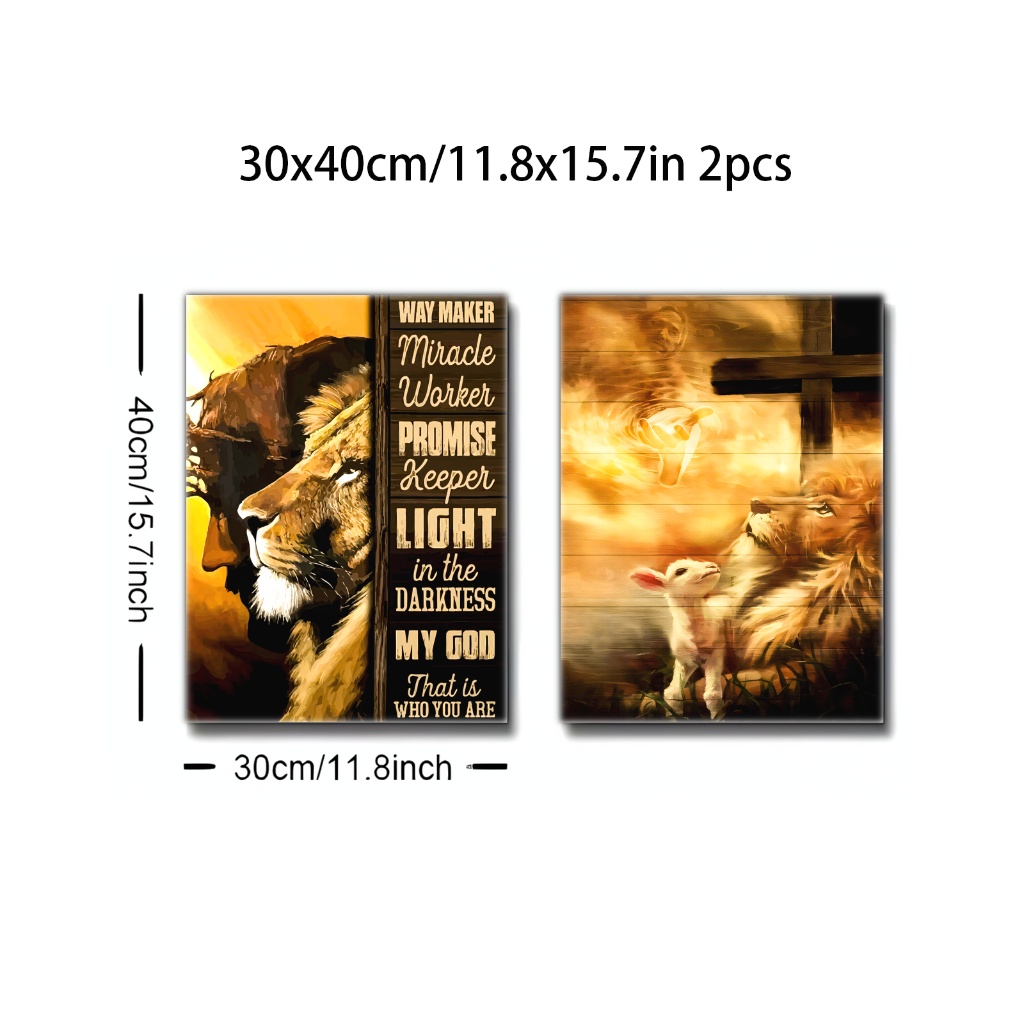 30x40cm/11.8x15.7in 2pcs
40cm/15.7inch
WAY MAKER
Miracle
Worker
PROMISE
Keeper
LIGHT
in the
DARKNESS
MY GOD
That is
WHO YOU ARE
30cm/11.8inch